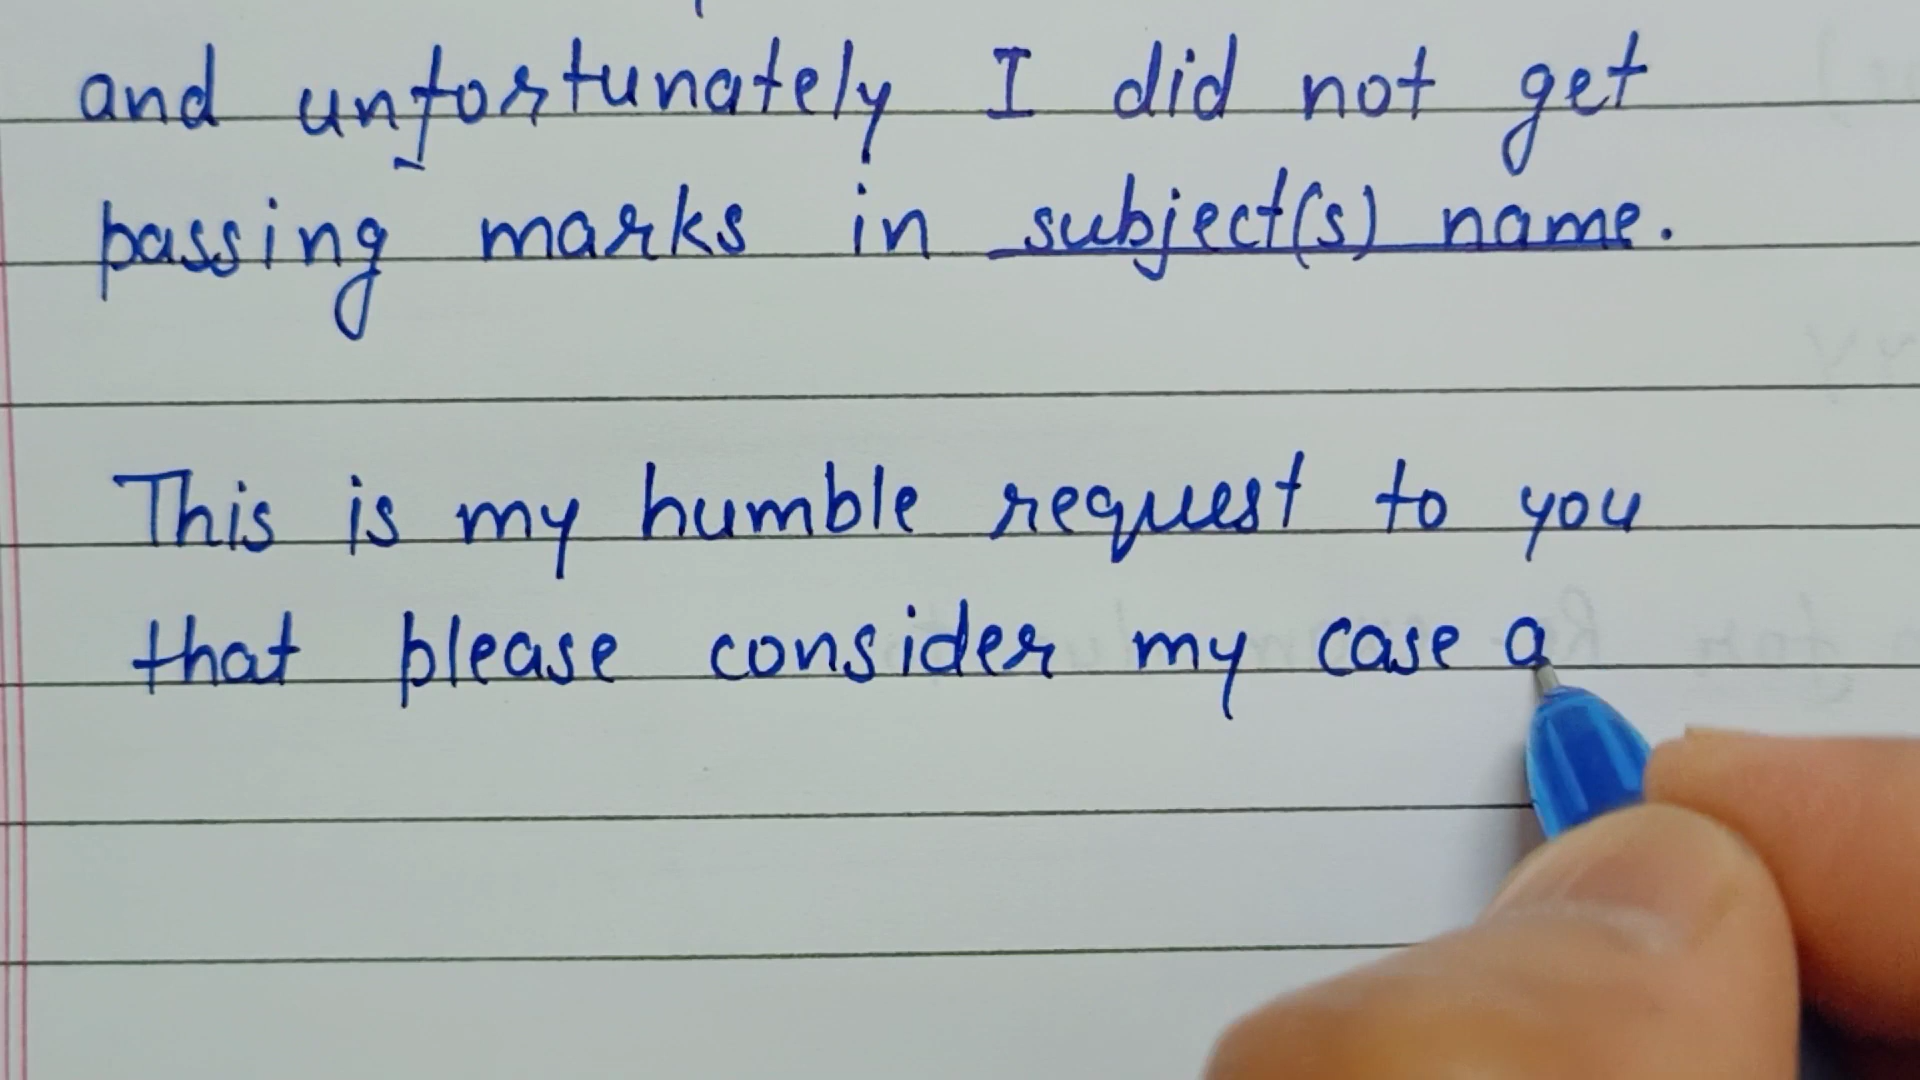 and unfortunately I did not get
passing marks in subject(s) name.
This is my humble request to you
that please consider my case a